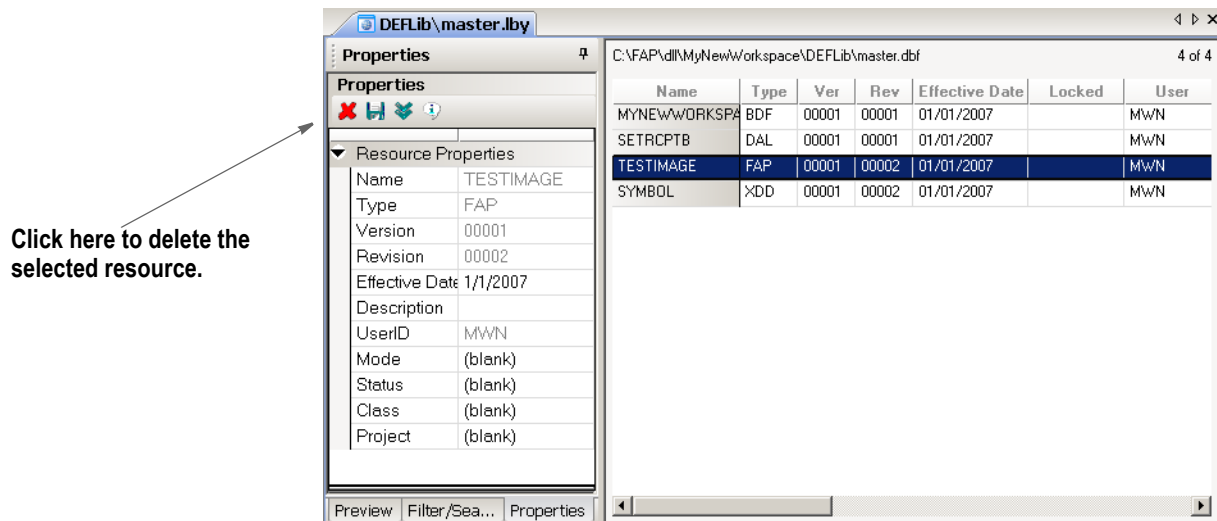 DEFLib\master.lby
Properties
C:\FAP\dll\MyNewWorkspace\DEFLib\master.dbf 4 of 4
Properties
Name Type Ver Rev Effective Date Locked User
MYNEWWORKSPA BDF 00001 00001 01/01/2007 MWN
SETRCPTB DAL 00001 00001 01/01/2007 MWN
TESTIMAGE FAP 00001 00002 01/01/2007 MWN
SYMBOL XDD 00001 00002 01/01/2007 MWN
Resource Properties
Name TESTIMAGE
Type FAP
Version 00001
Revision 00002
Effective Date 1/1/2007
Description
UserID MWN
Mode (blank)
Status (blank)
Class (blank)
Project (blank)
Preview Filter/Sea... Properties
Click here to delete the
selected resource.